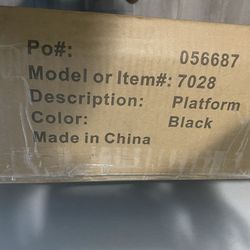 Po#: 056687
Model or Item#: 7028
Description: Platform
Color: Black
Made in China